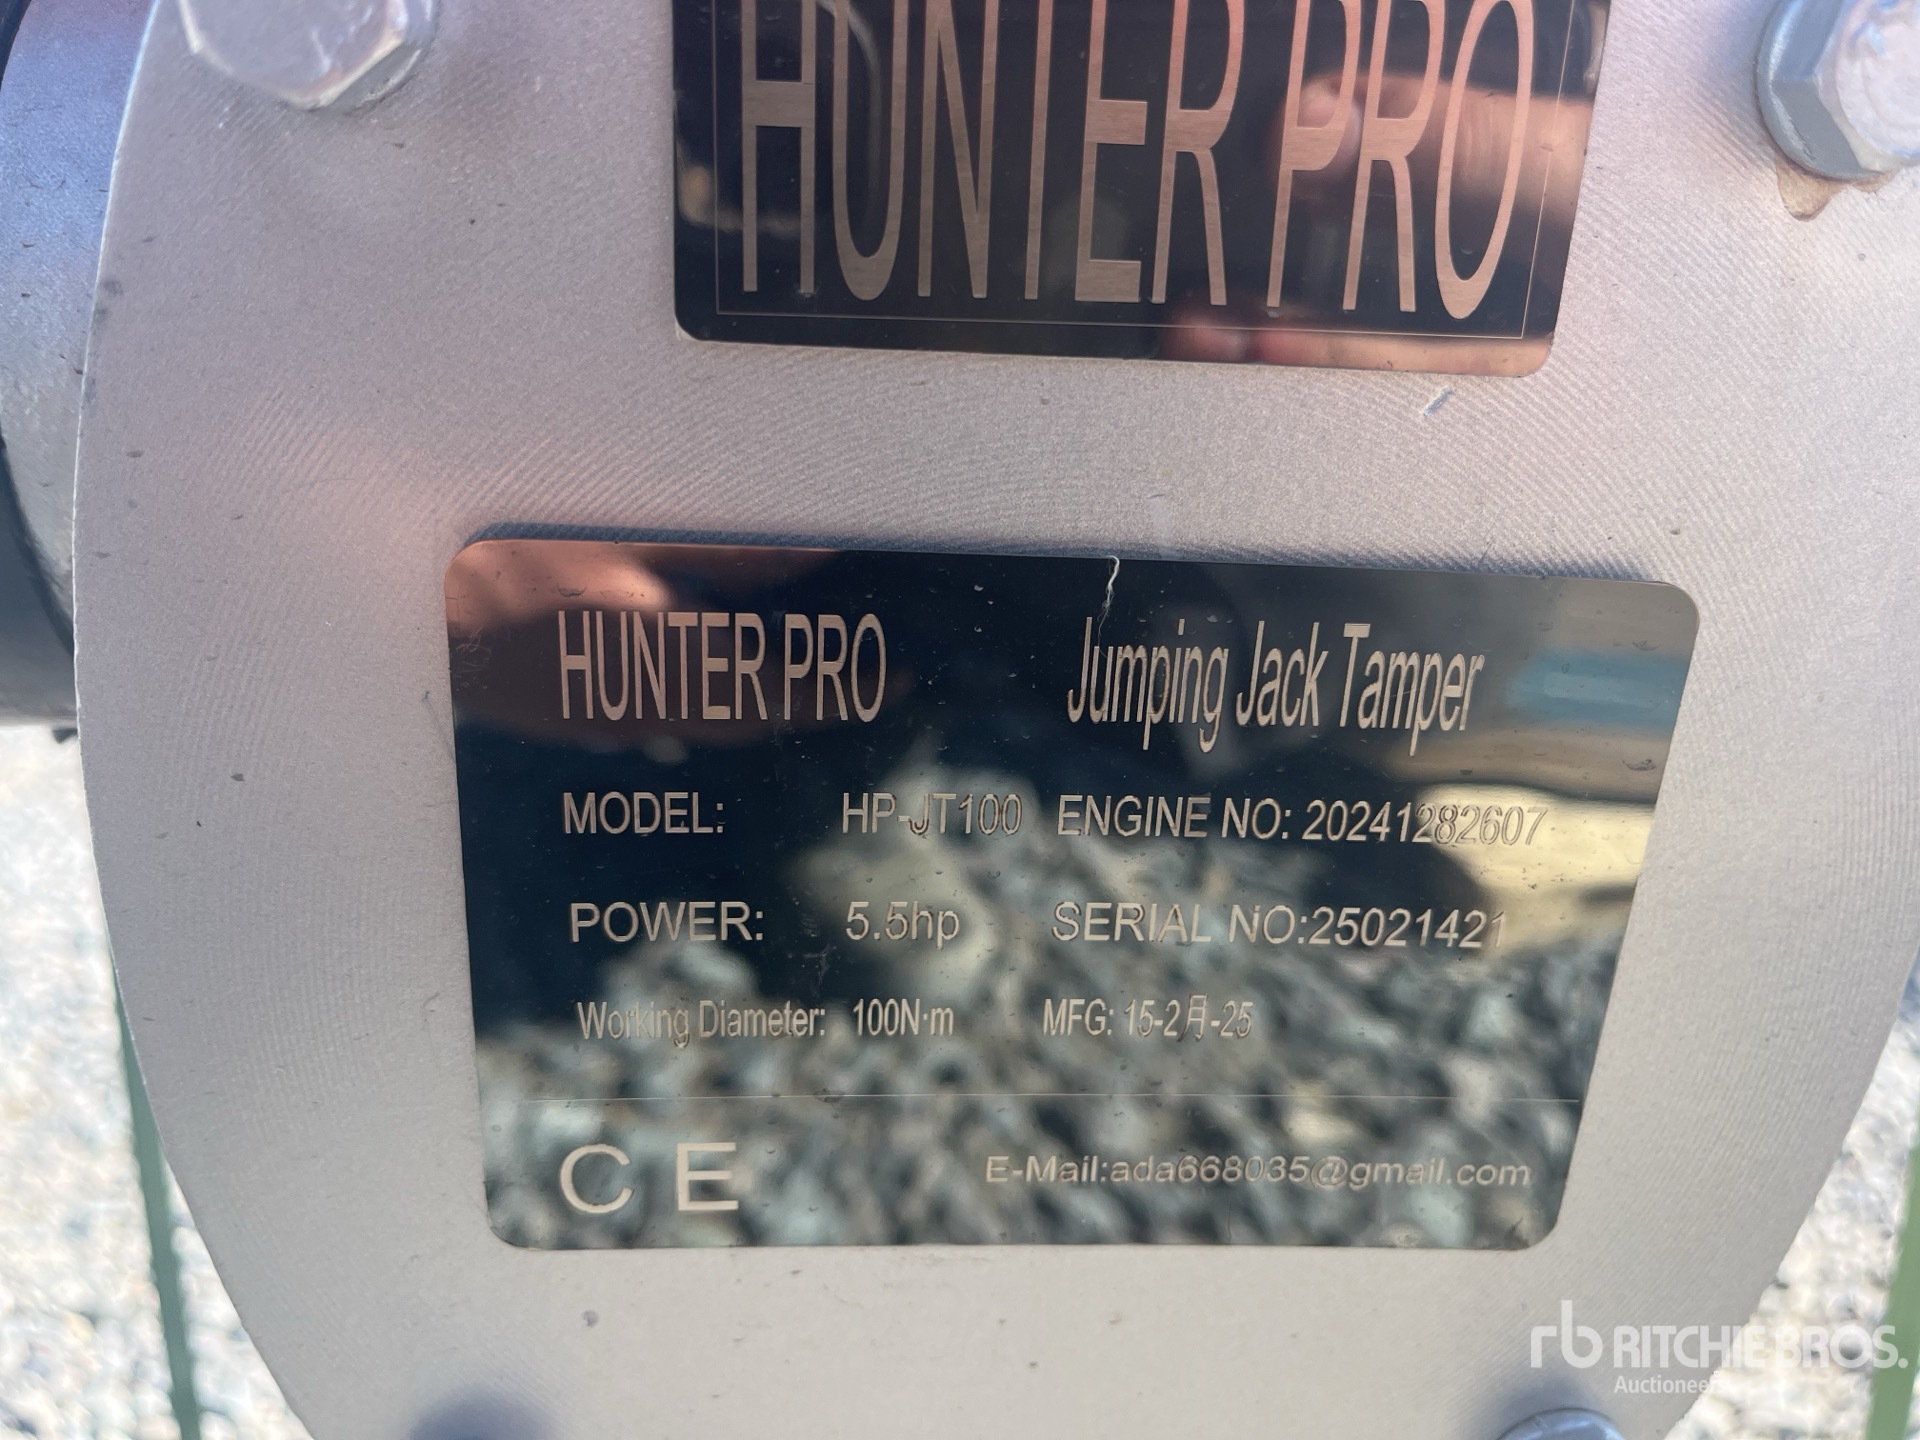 HUNTER PRO
HUNTER PRO Jumping Jack Tamper
MODEL: HP-JT100 ENGINE NO: 20241282607
POWER: 5.5hp SERIAL NO:25021421
Working Diameter: 100N·m MFG: 15-2月-25
CE E-Mail:ada668035@gmail.com
rb RITCHIE BROS.
Auctioneers